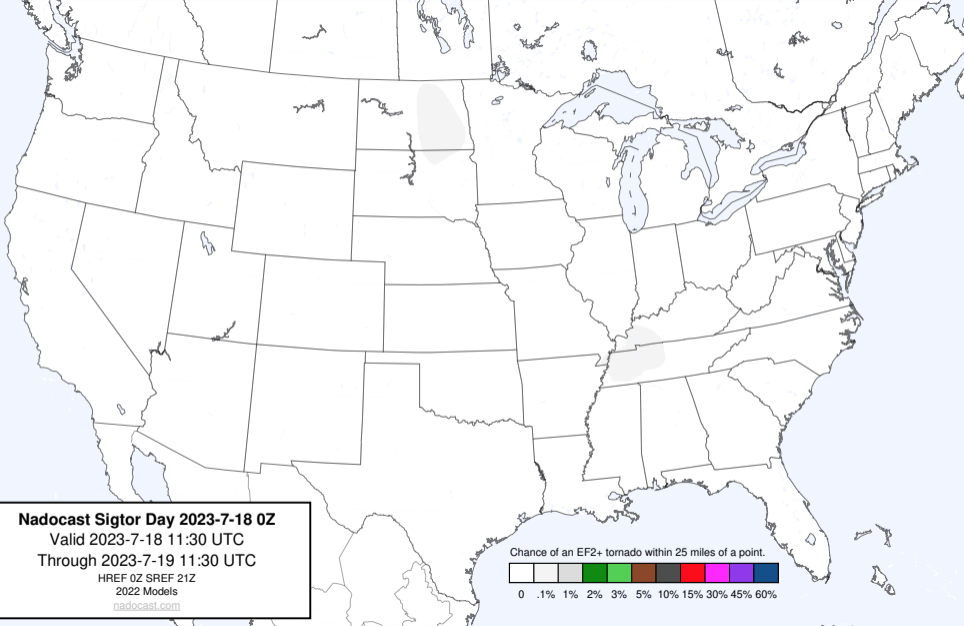 Nadocast Sigtor Day 2023-7-18 0Z
Valid 2023-7-18 11:30 UTC
Through 2023-7-19 11:30 UTC
HREF 0Z SREF 21Z
2022 Models
nadocast.com
Chance of an EF2+ tornado within 25 miles of a point.
0 .1% 1% 2% 3% 5% 10% 15% 30% 45% 60%